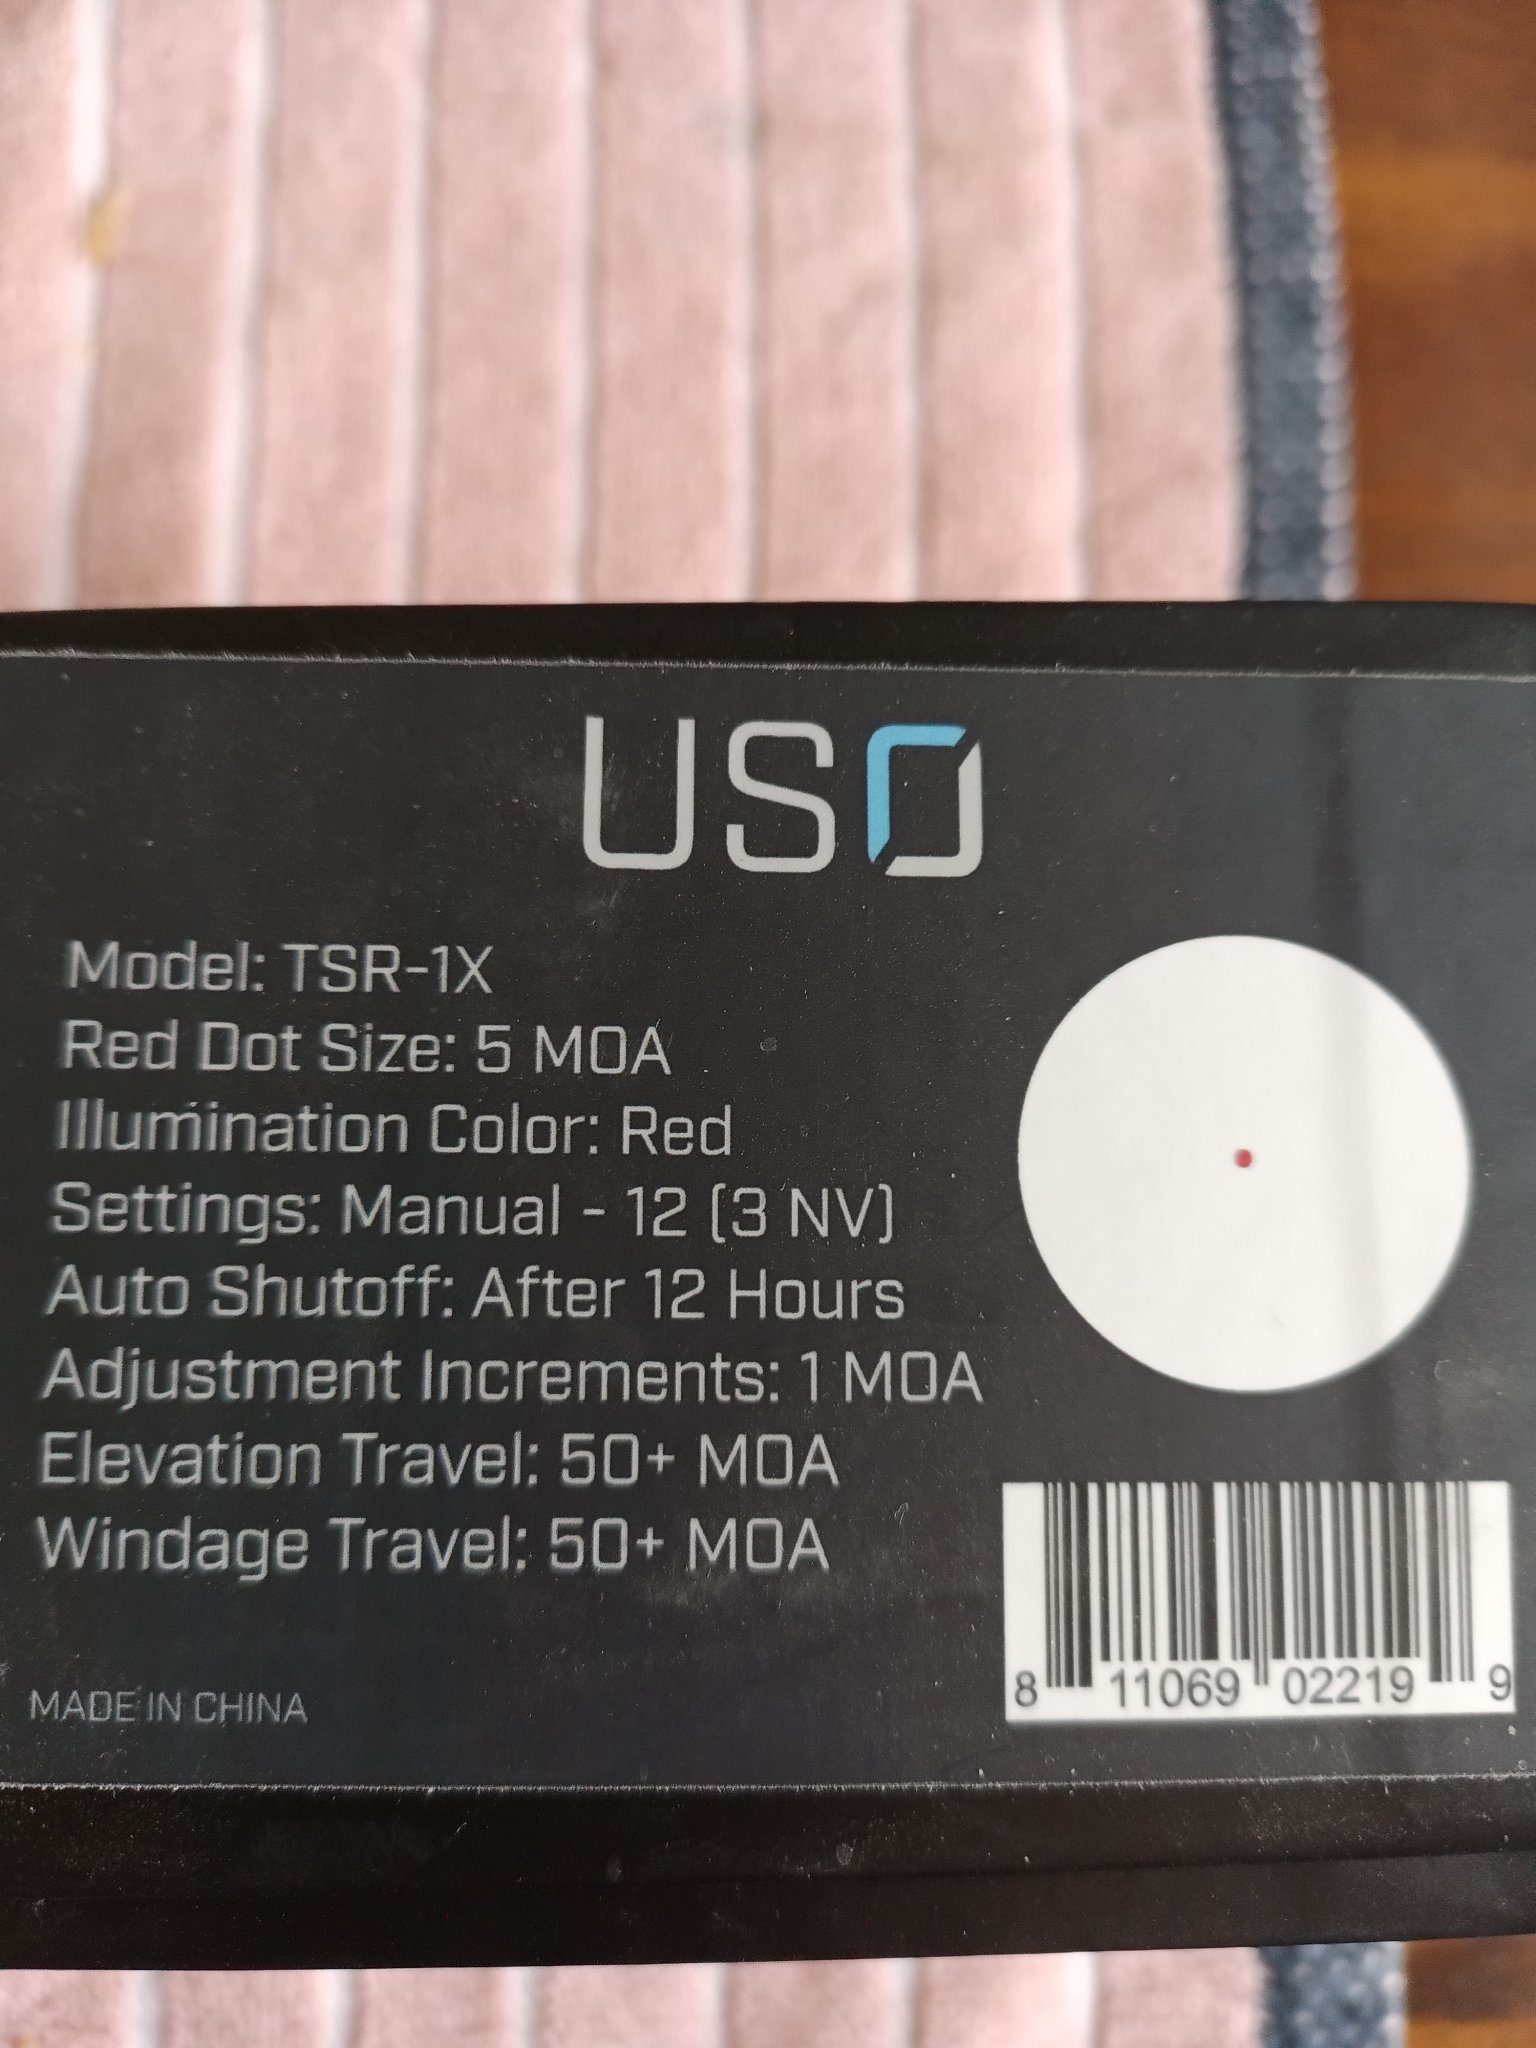 USO
Model: TSR-1X
Red Dot Size: 5 MOA
Illumination Color: Red
Settings: Manual - 12 (3 NV)
Auto Shutoff: After 12 Hours
Adjustment Increments: 1 MOA
Elevation Travel: 50+ MOA
Windage Travel: 50+ MOA
MADE IN CHINA
8 11069 02219 9